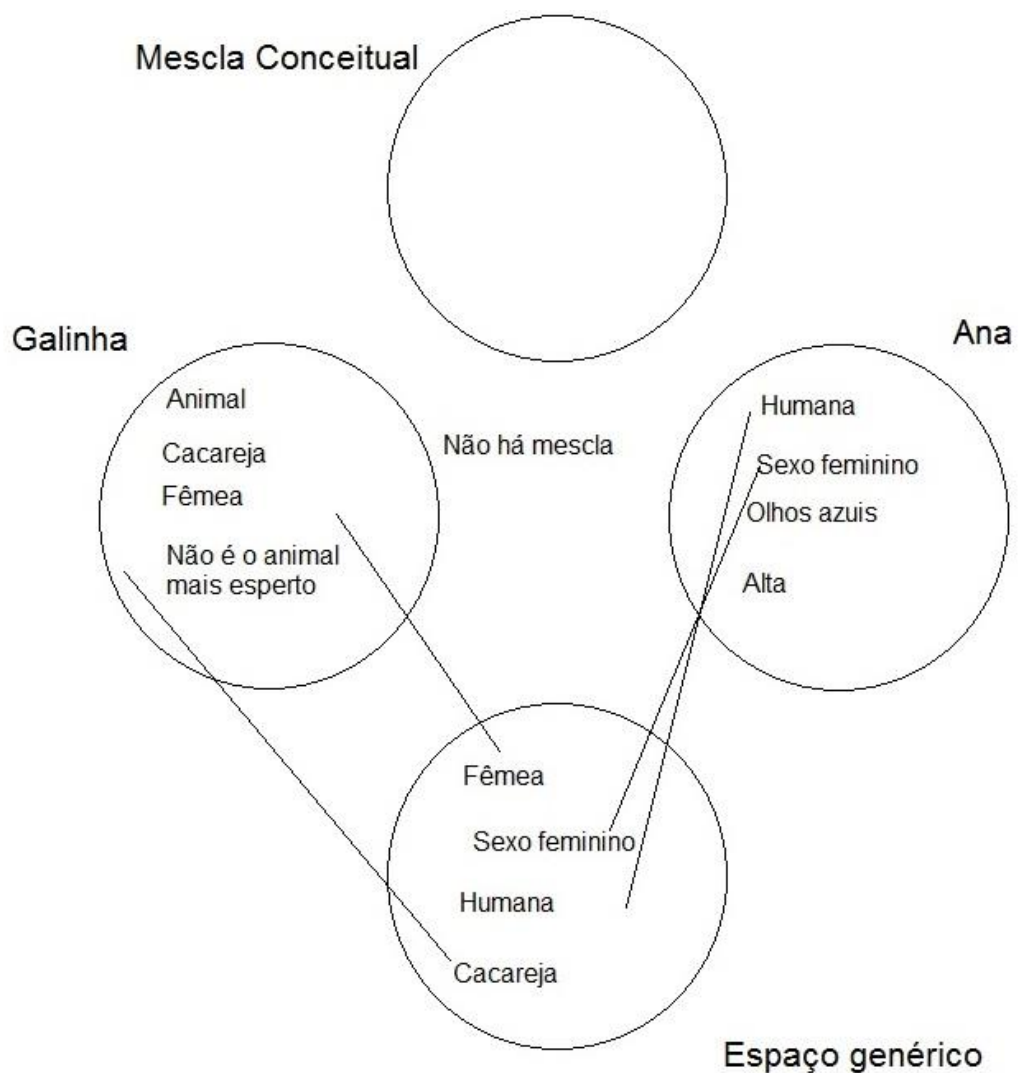 Mescla Conceitual
Galinha
Animal
Cacareja
Fêmea
Não é o animal
mais esperto
Não há mescla
Ana
Humana
Sexo feminino
Olhos azuis
Alta
Fêmea
Sexo feminino
Humana
Cacareja
Espaço genérico